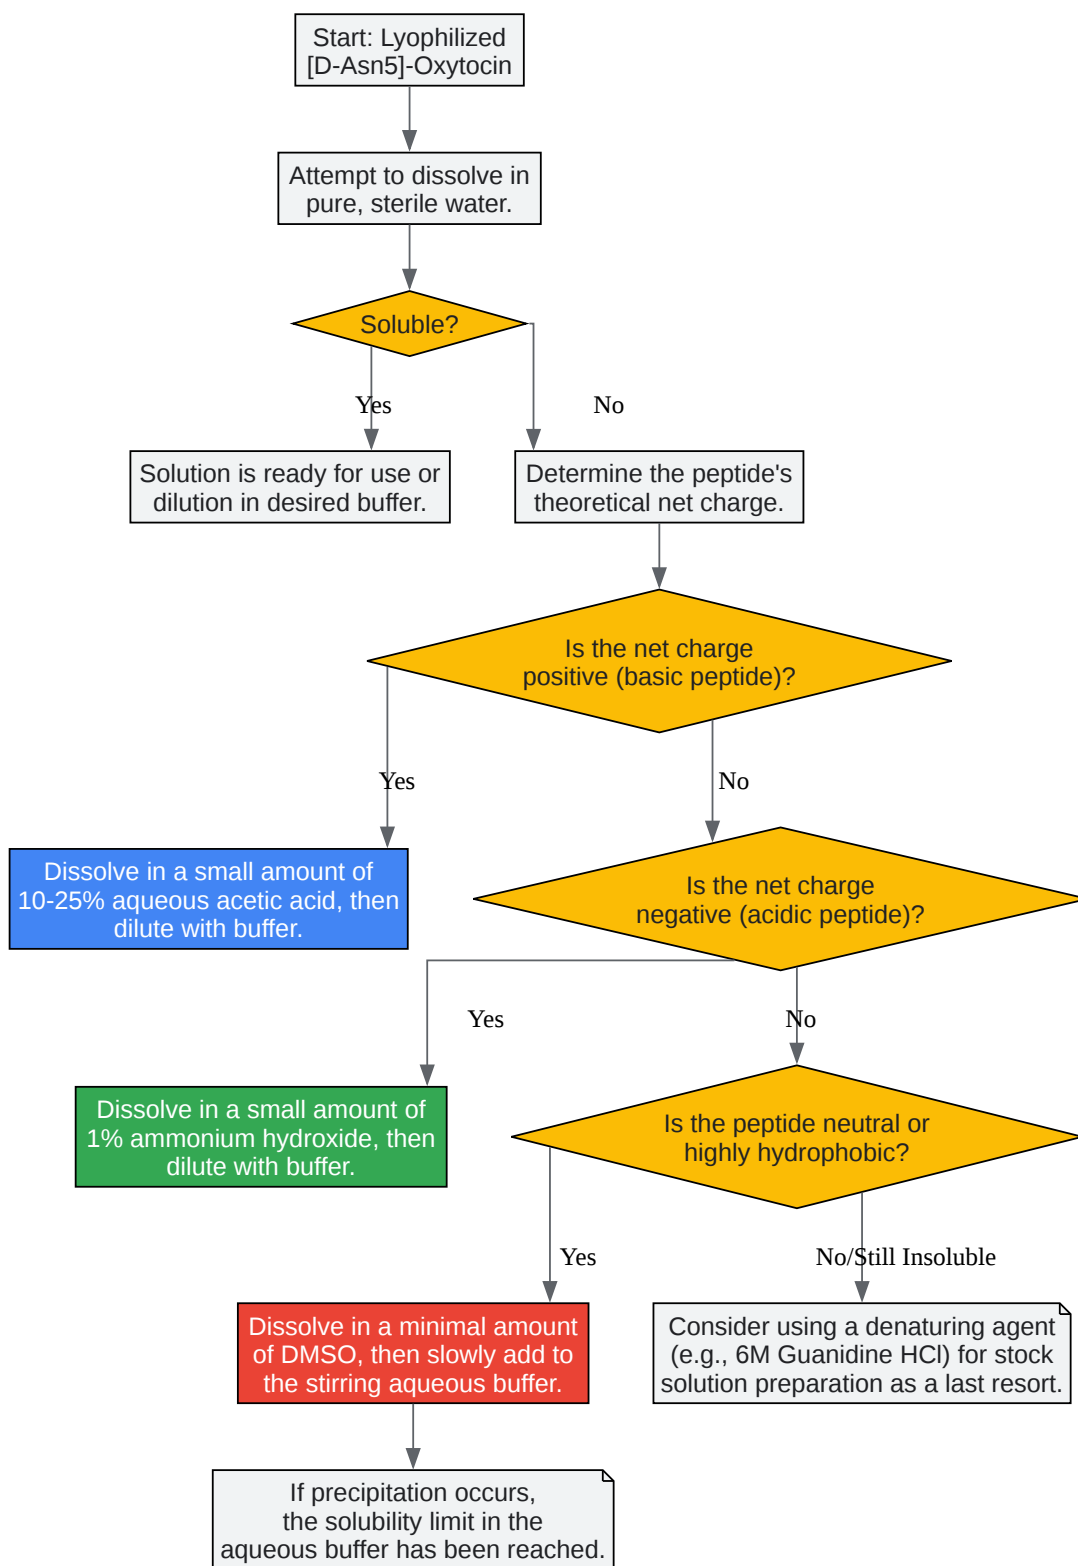 Start: Lyophilized
[D-Asn5]-Oxytocin
Attempt to dissolve in
pure, sterile water.
Soluble?
Yes
No
Solution is ready for use or
dilution in desired buffer.
Determine the peptide's
theoretical net charge.
Is the net charge
positive (basic peptide)?
Yes
No
Dissolve in a small amount of
10-25% aqueous acetic acid, then
dilute with buffer.
Is the net charge
negative (acidic peptide)?
Yes
No
Dissolve in a small amount of
1% ammonium hydroxide, then
dilute with buffer.
Is the peptide neutral or
highly hydrophobic?
Yes
No/Still Insoluble
Dissolve in a minimal amount
of DMSO, then slowly add to
the stirring aqueous buffer.
Consider using a denaturing agent
(e.g., 6M Guanidine HCl) for stock
solution preparation as a last resort.
If precipitation occurs,
the solubility limit in the
aqueous buffer has been reached.